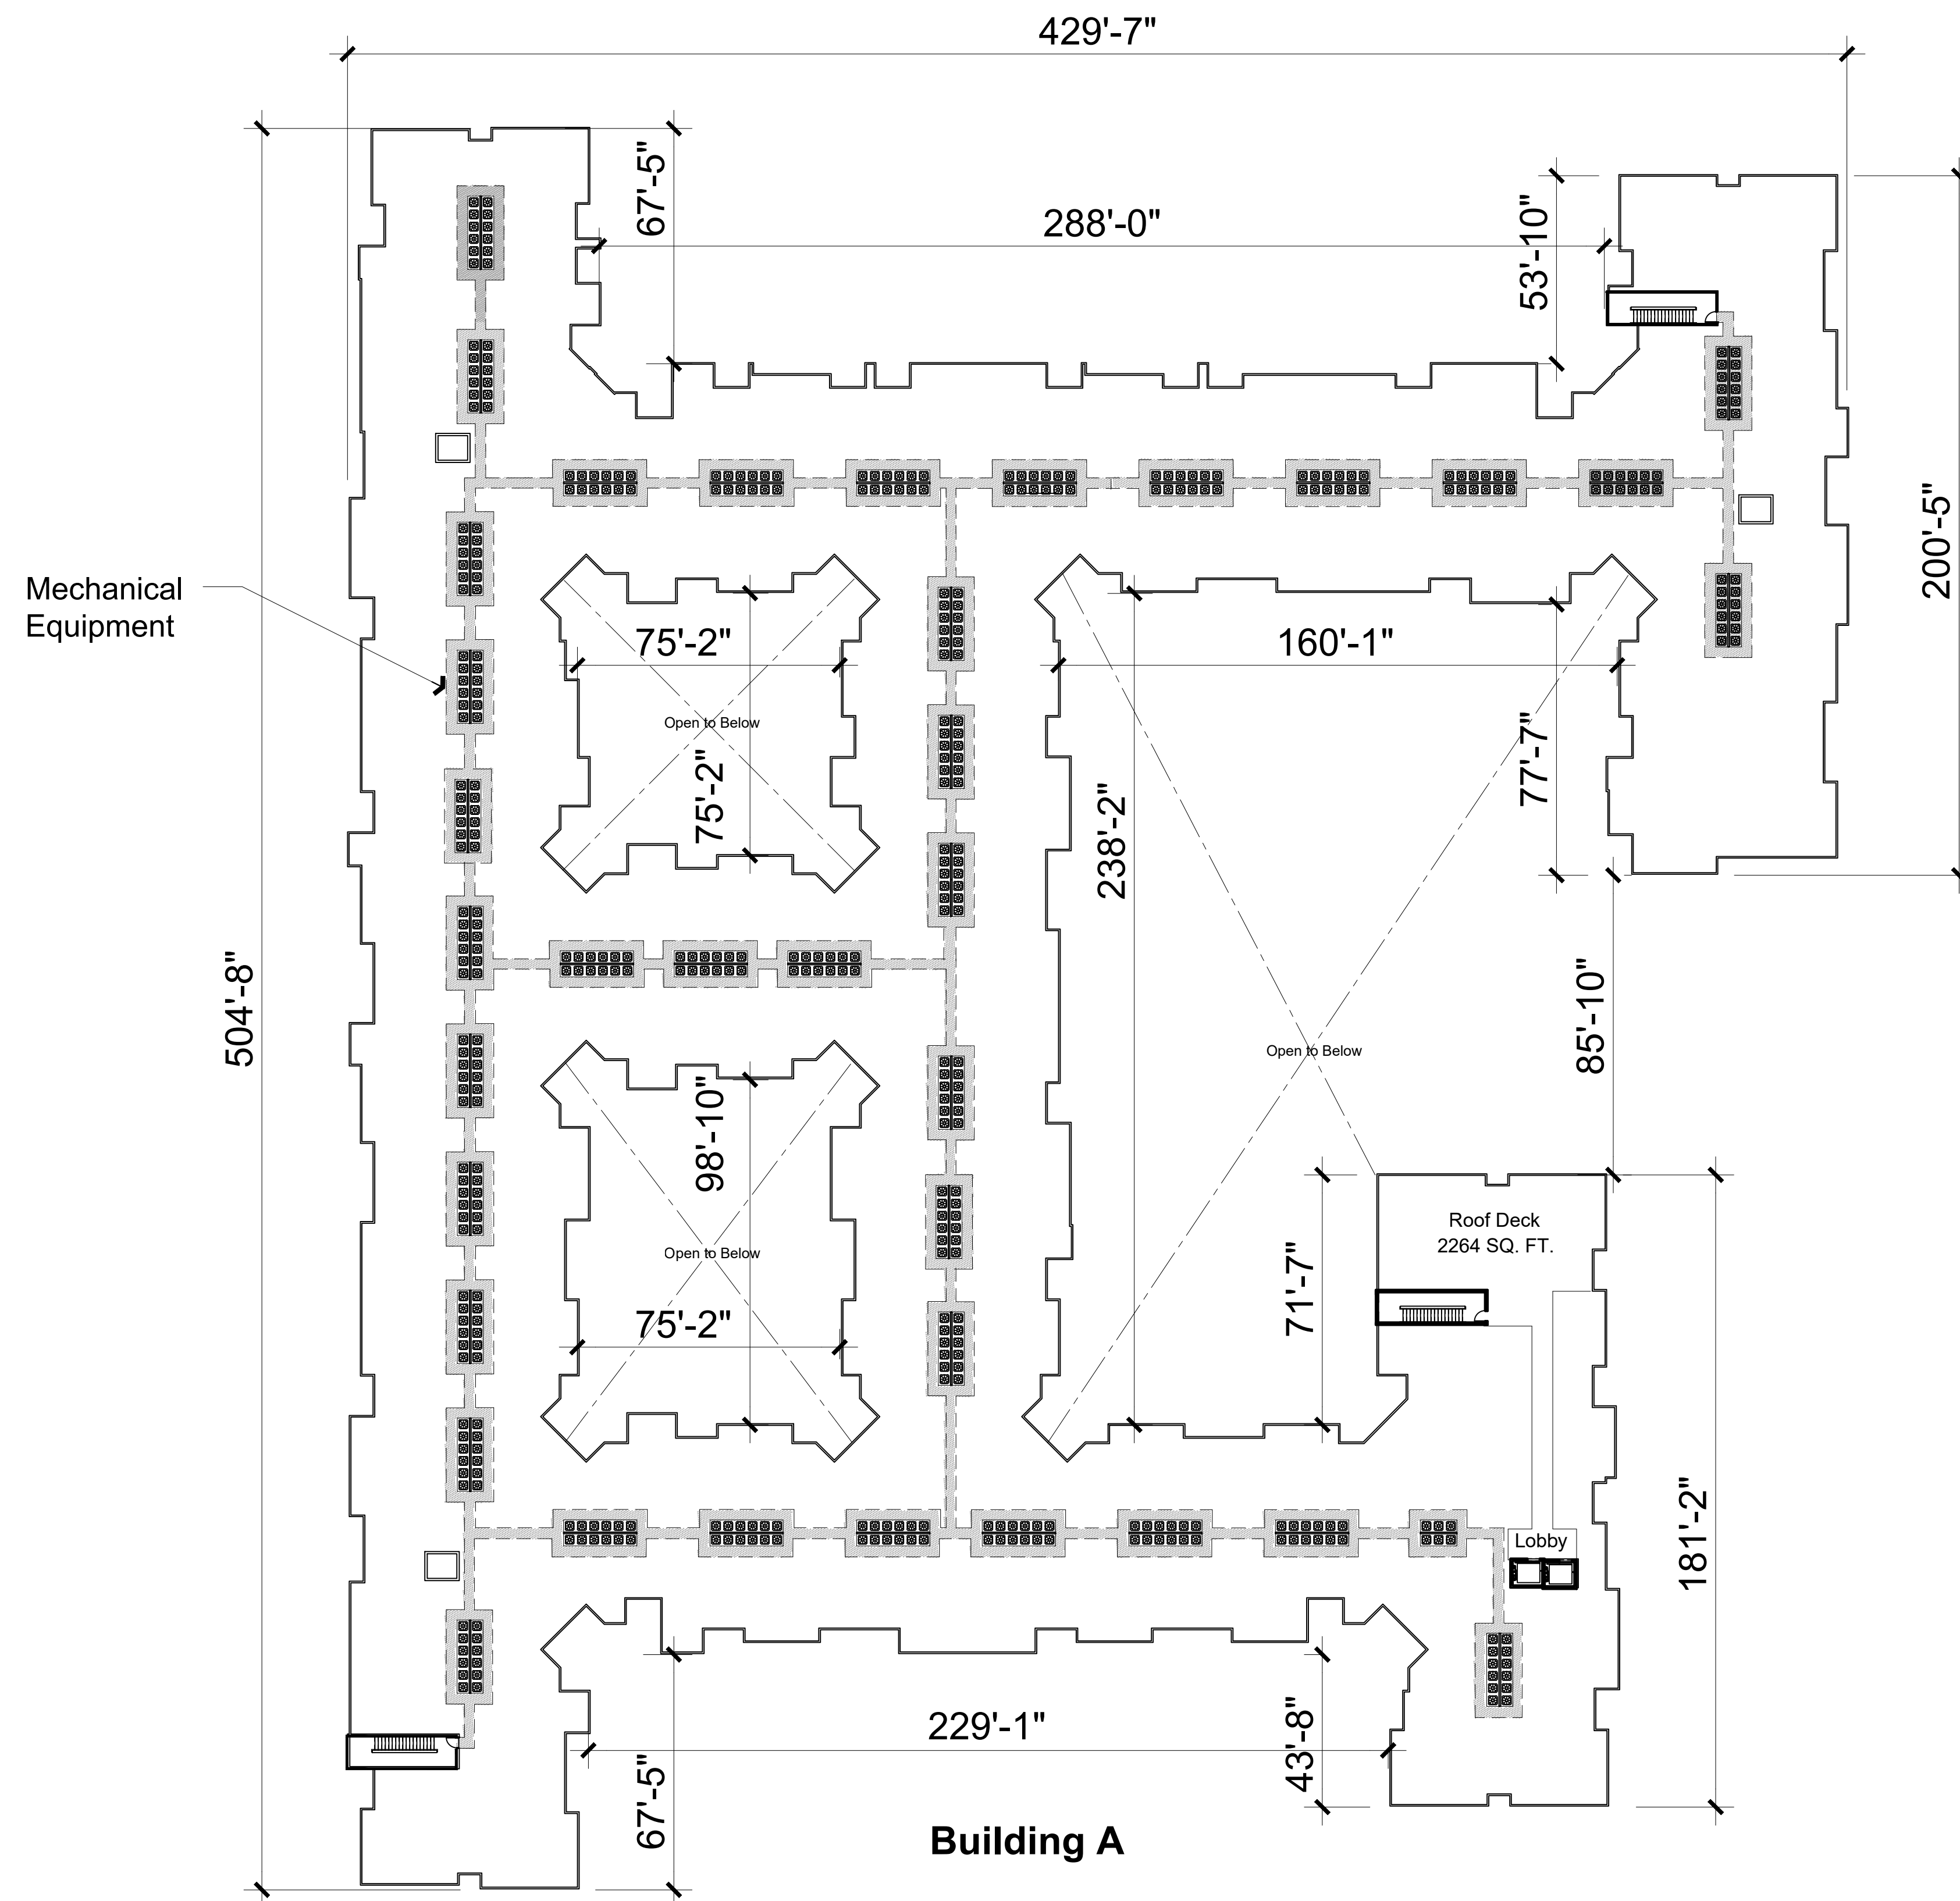 429'-7"
67'-5"
288'-0"
53'-10"
200'-5"
Mechanical
Equipment
75'-2"
160'-1"
Open to Below
75'-2"
77'-7"
238'-2"
504'-8"
85'-10"
Open to Below
98'-10"
Roof Deck
2264 SQ. FT.
Open to Below
71'-7"
75'-2"
Lobby
181'-2"
229'-1"
43'-8"
67'-5"
Building A